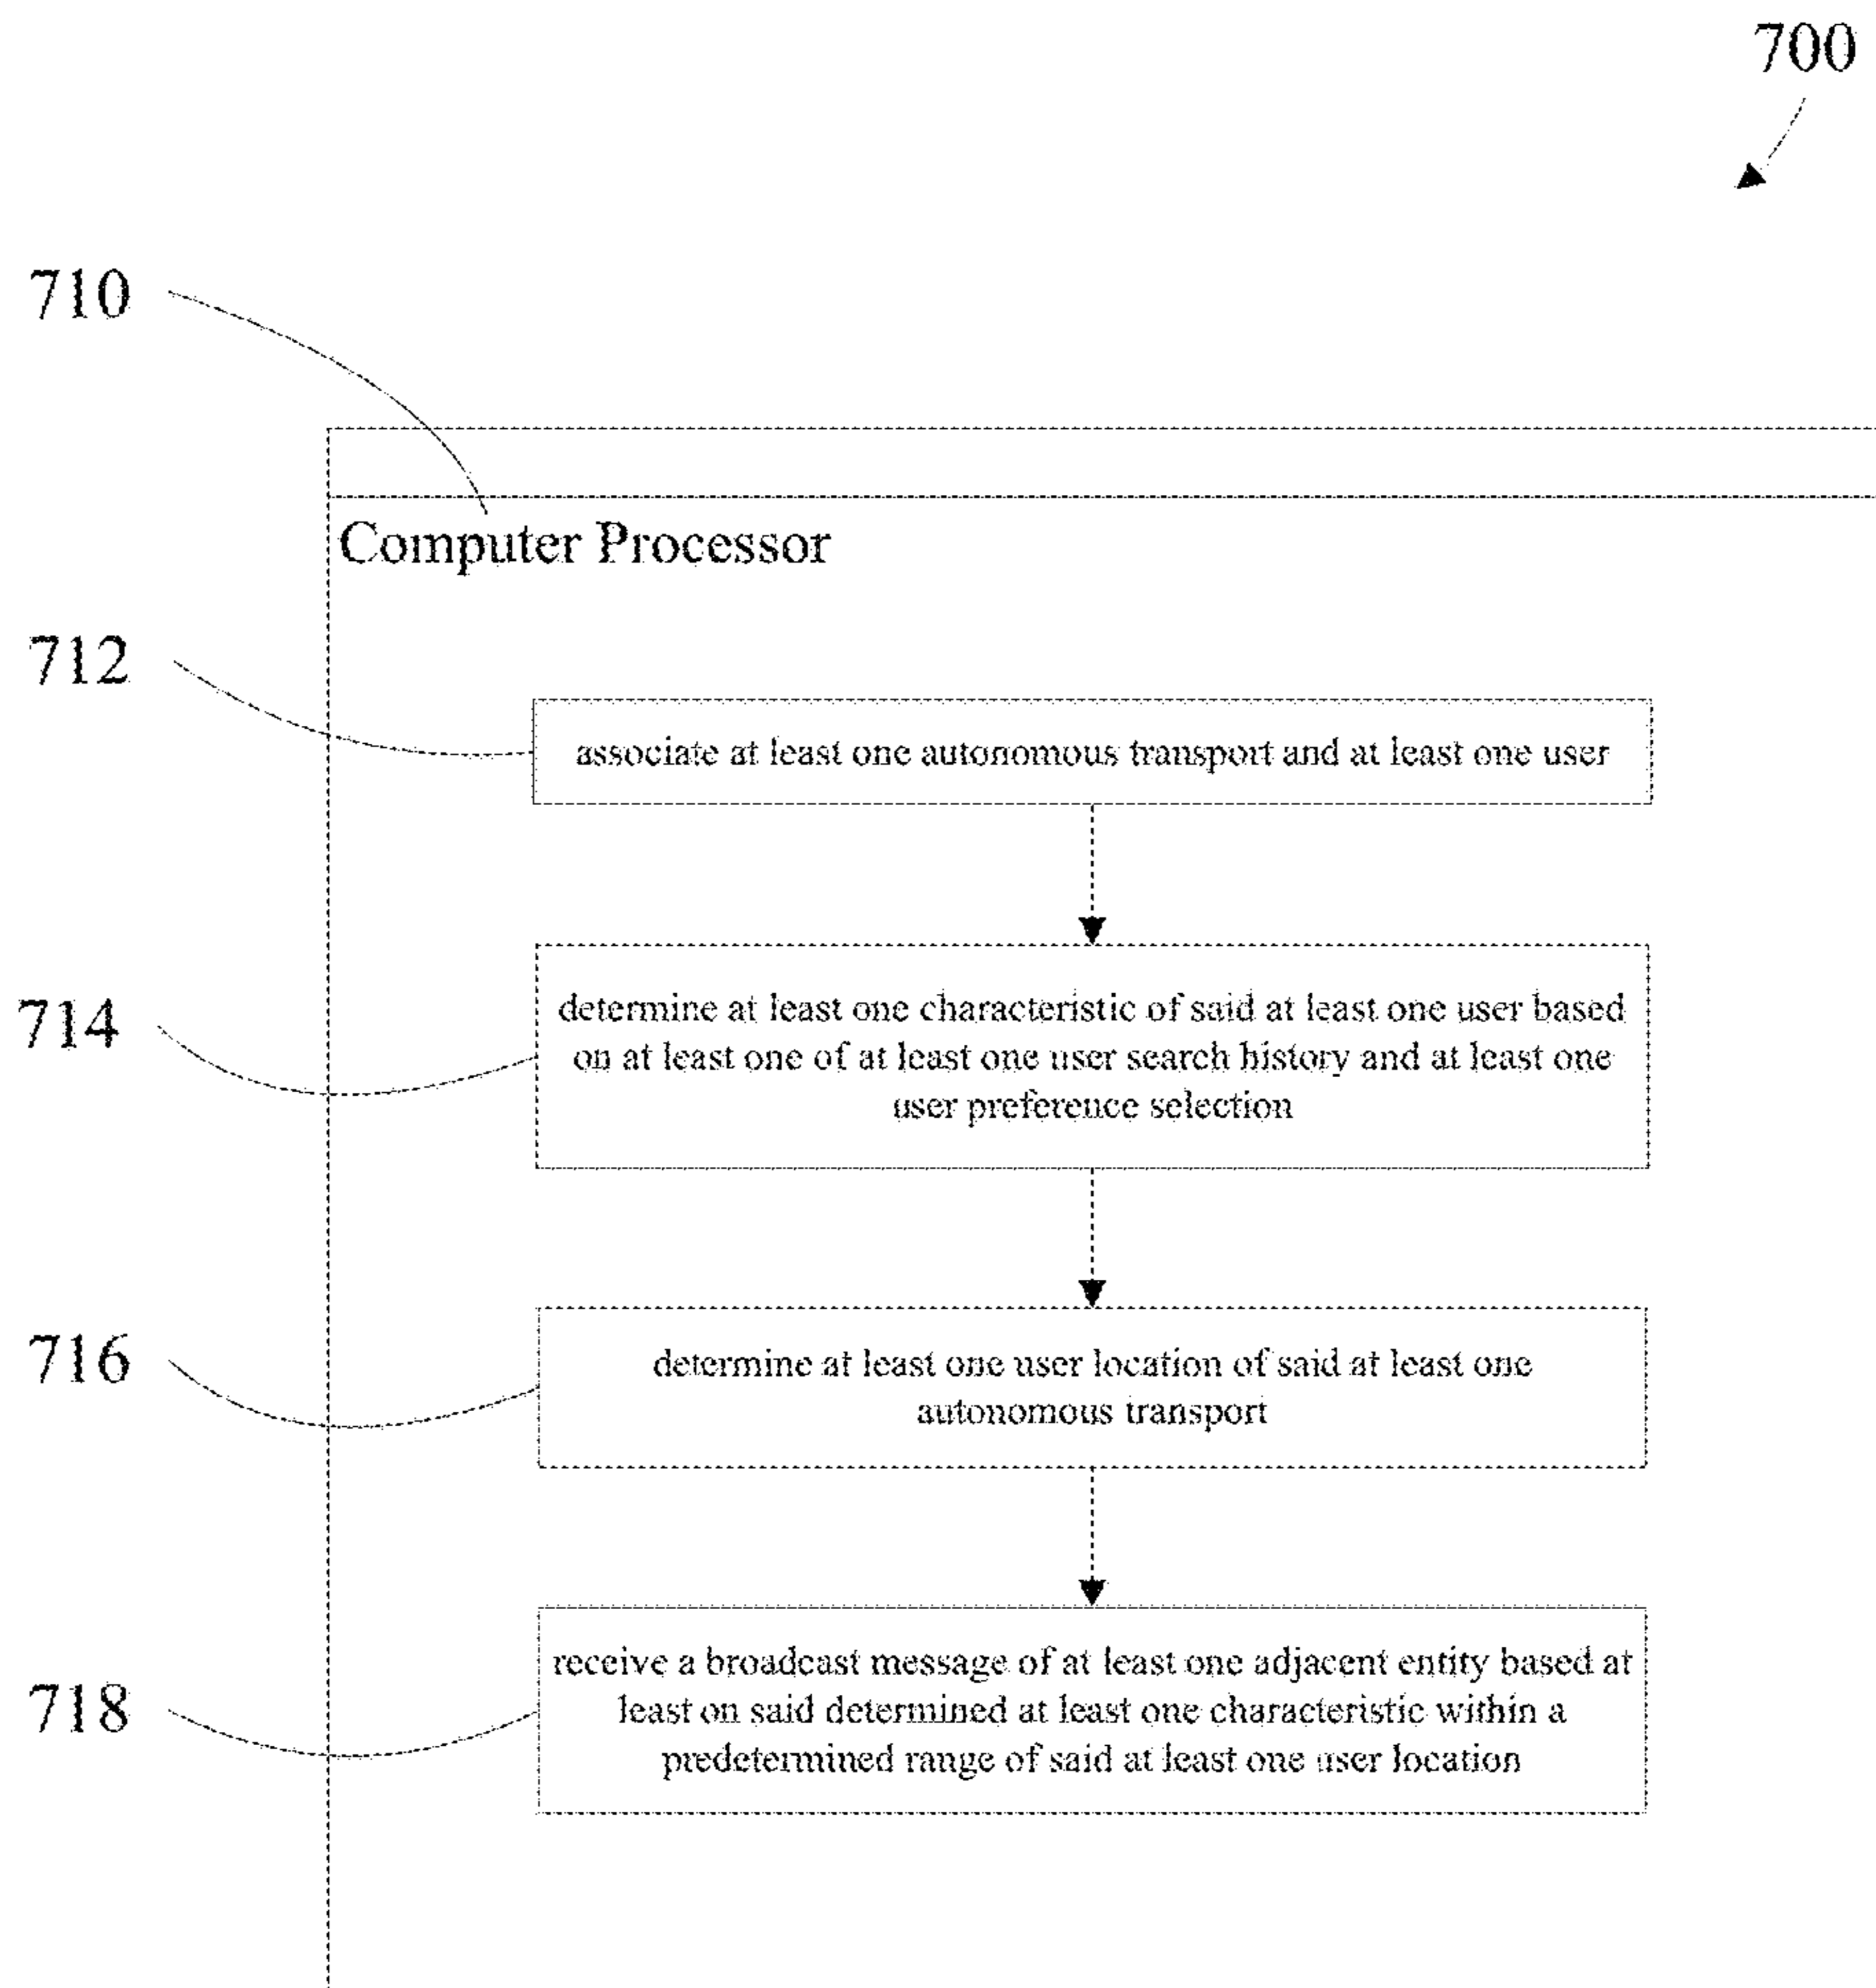 700
710
Computer Processor
712
associate at least one autonomous transport and at least one user
714
determine at least one characteristic of said at least one user based
on at least one of at least one user search history and at least one
user preference selection
716
determine at least one user location of said at least one
autonomous transport
718
receive a broadcast message of at least one adjacent entity based at
least on said determined at least one characteristic within a
predetermined range of said at least one user location